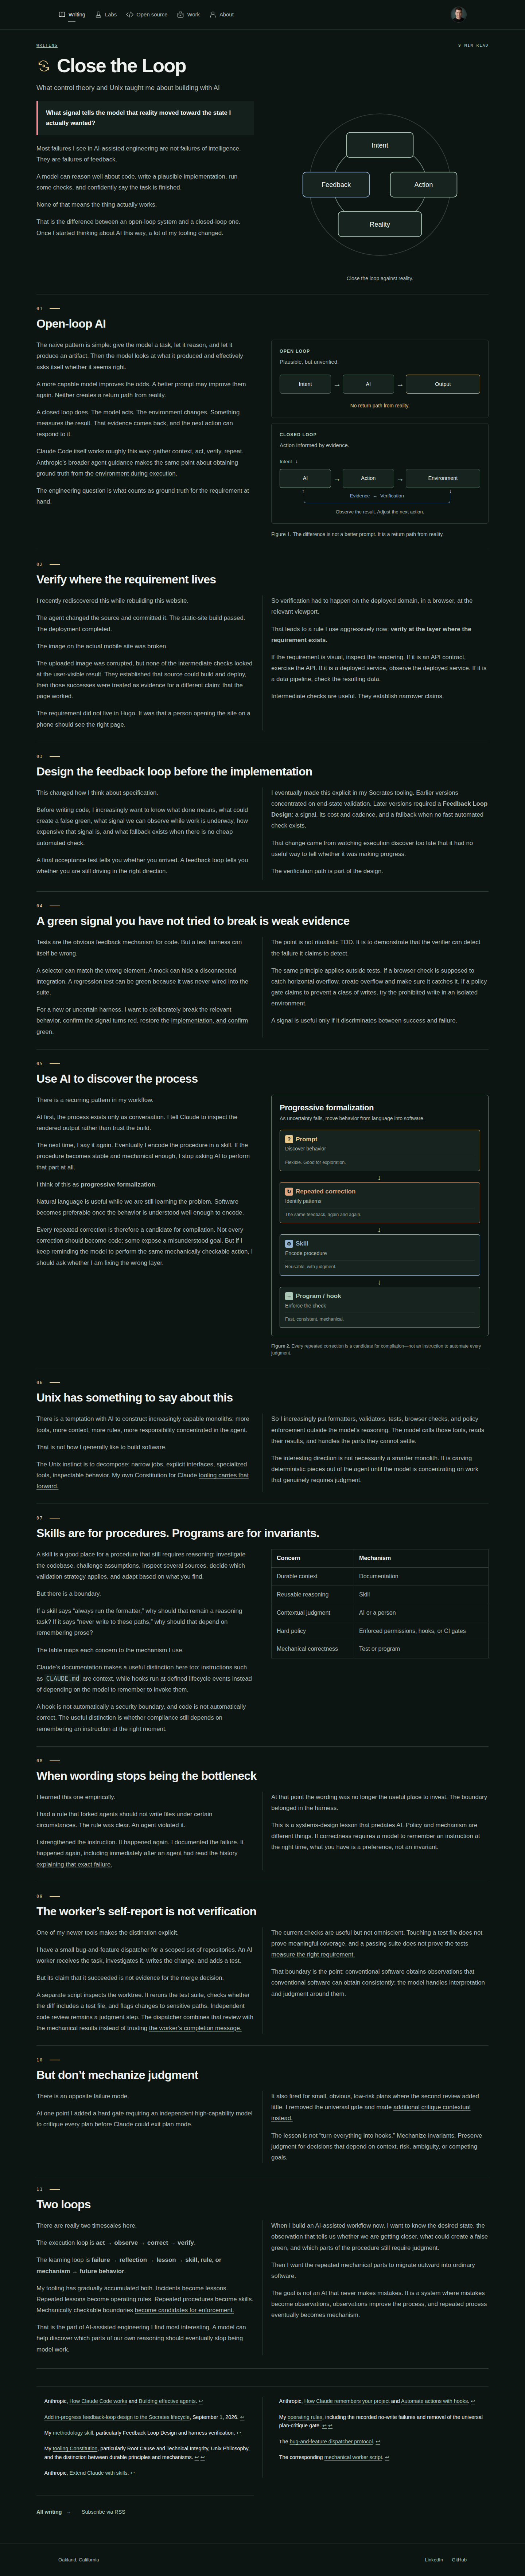 Writing
Labs
Open source
Work
About
WRITING
9 MIN READ
Close the Loop
What control theory and Unix taught me about building with AI
What signal tells the model that reality moved toward the state I
actually wanted?
Most failures I see in AI-assisted engineering are not failures of intelligence.
They are failures of feedback.
A model can reason well about code, write a plausible implementation, run
some checks, and confidently say the task is finished.
None of that means the thing actually works.
That is the difference between an open-loop system and a closed-loop one.
Once I started thinking about AI this way, a lot of my tooling changed.
Intent
Feedback
Action
Reality
Close the loop against reality.
01
Open-loop AI
The naive pattern is simple: give the model a task, let it reason, and let it
produce an artifact. Then the model looks at what it produced and effectively
asks itself whether it seems right.
A more capable model improves the odds. A better prompt may improve them
again. Neither creates a return path from reality.
A closed loop does. The model acts. The environment changes. Something
measures the result. That evidence comes back, and the next action can
respond to it.
Claude Code itself works roughly this way: gather context, act, verify, repeat.
Anthropic's broader agent guidance makes the same point about obtaining
ground truth from the environment during execution.
The engineering question is what counts as ground truth for the requirement at
hand.
OPEN LOOP
Plausible, but unverified.
Intent
→
AI
→
Output
No return path from reality.
CLOSED LOOP
Action informed by evidence.
Intent ↓
AI
→
Action
→
Environment
Evidence ← Verification
Observe the result. Adjust the next action.
Figure 1. The difference is not a better prompt. It is a return path from reality.
02
Verify where the requirement lives
I recently rediscovered this while rebuilding this website.
The agent changed the source and committed it. The static-site build passed.
The deployment completed.
The image on the actual mobile site was broken.
The uploaded image was corrupted, but none of the intermediate checks looked
at the user-visible result. They established that source could build and deploy,
then those successes were treated as evidence for a different claim: that the
page worked.
The requirement did not live in Hugo. It was that a person opening the site on a
phone should see the right page.
So verification had to happen on the deployed domain, in a browser, at the
relevant viewport.
That leads to a rule I use aggressively now: verify at the layer where the
requirement exists.
If the requirement is visual, inspect the rendering. If it is an API contract,
exercise the API. If it is a deployed service, observe the deployed service. If it is
a data pipeline, check the resulting data.
Intermediate checks are useful. They establish narrower claims.
03
Design the feedback loop before the implementation
This changed how I think about specification.
Before writing code, I increasingly want to know what done means, what could
create a false green, what signal we can observe while work is underway, how
expensive that signal is, and what fallback exists when there is no cheap
automated check.
A final acceptance test tells you whether you arrived. A feedback loop tells you
whether you are still driving in the right direction.
I eventually made this explicit in my Socrates tooling. Earlier versions
concentrated on end-state validation. Later versions required a Feedback Loop
Design: a signal, its cost and cadence, and a fallback when no fast automated
check exists.
That change came from watching execution discover too late that it had no
useful way to tell whether it was making progress.
The verification path is part of the design.
04
A green signal you have not tried to break is weak evidence
Tests are the obvious feedback mechanism for code. But a test harness can
itself be wrong.
A selector can match the wrong element. A mock can hide a disconnected
integration. A regression test can be green because it was never wired into the
suite.
For a new or uncertain harness, I want to deliberately break the relevant
behavior, confirm the signal turns red, restore the implementation, and confirm
green.
The point is not ritualistic TDD. It is to demonstrate that the verifier can detect
the failure it claims to detect.
The same principle applies outside tests. If a browser check is supposed to
catch horizontal overflow, create overflow and make sure it catches it. If a policy
gate claims to prevent a class of writes, try the prohibited write in an isolated
environment.
A signal is useful only if it discriminates between success and failure.
05
Use AI to discover the process
There is a recurring pattern in my workflow.
At first, the process exists only as conversation. I tell Claude to inspect the
rendered output rather than trust the build.
The next time, I say it again. Eventually I encode the procedure in a skill. If the
procedure becomes stable and mechanical enough, I stop asking AI to perform
that part at all.
I think of this as progressive formalization.
Natural language is useful while we are still learning the problem. Software
becomes preferable once the behavior is understood well enough to encode.
Every repeated correction is therefore a candidate for compilation. Not every
correction should become code; some expose a misunderstood goal. But if I
keep reminding the model to perform the same mechanically checkable action, I
should ask whether I am fixing the wrong layer.
Progressive formalization
As uncertainty falls, move behavior from language into software.
? Prompt
Discover behavior
Flexible. Good for exploration.
↓
↻ Repeated correction
Identify patterns
The same feedback, again and again.
↓
Skill
Encode procedure
Reusable, with judgment.
↓
Program / hook
Enforce the check
Fast, consistent, mechanical.
Figure 2. Every repeated correction is a candidate for compilation—not an instruction to automate every
judgment.
06
Unix has something to say about this
There is a temptation with AI to construct increasingly capable monoliths: more
tools, more context, more rules, more responsibility concentrated in the agent.
That is not how I generally like to build software.
The Unix instinct is to decompose: narrow jobs, explicit interfaces, specialized
tools, inspectable behavior. My own Constitution for Claude tooling carries that
forward.
So I increasingly put formatters, validators, tests, browser checks, and policy
enforcement outside the model's reasoning. The model calls those tools, reads
their results, and handles the parts they cannot settle.
The interesting direction is not necessarily a smarter monolith. It is carving
deterministic pieces out of the agent until the model is concentrated on work
that genuinely requires judgment.
07
Skills are for procedures. Programs are for invariants.
A skill is a good place for a procedure that still requires reasoning: investigate
the codebase, challenge assumptions, inspect several sources, decide which
validation strategy applies, and adapt based on what you find.
But there is a boundary.
If a skill says "always run the formatter," why should that remain a reasoning
task? If it says "never write to these paths," why should that depend on
remembering prose?
The table maps each concern to the mechanism I use.
Claude's documentation makes a useful distinction here too: instructions such
as CLAUDE.md are context, while hooks run at defined lifecycle events instead
of depending on the model to remember to invoke them.
A hook is not automatically a security boundary, and code is not automatically
correct. The useful distinction is whether compliance still depends on
remembering an instruction at the right moment.
Concern
Mechanism
Durable context
Documentation
Reusable reasoning
Skill
Contextual judgment
AI or a person
Hard policy
Enforced permissions, hooks, or CI gates
Mechanical correctness
Test or program
08
When wording stops being the bottleneck
I learned this one empirically.
I had a rule that forked agents should not write files under certain
circumstances. The rule was clear. An agent violated it.
I strengthened the instruction. It happened again. I documented the failure. It
happened again, including immediately after an agent had read the history
explaining that exact failure.
At that point the wording was no longer the useful place to invest. The boundary
belonged in the harness.
This is a systems-design lesson that predates AI. Policy and mechanism are
different things. If correctness requires a model to remember an instruction at
the right time, what you have is a preference, not an invariant.
09
The worker's self-report is not verification
One of my newer tools makes the distinction explicit.
I have a small bug-and-feature dispatcher for a scoped set of repositories. An AI
worker receives the task, investigates it, writes the change, and adds a test.
But its claim that it succeeded is not evidence for the merge decision.
A separate script inspects the worktree. It reruns the test suite, checks whether
the diff includes a test file, and flags changes to sensitive paths. Independent
code review remains a judgment step. The dispatcher combines that review with
the mechanical results instead of trusting the worker's completion message.
The current checks are useful but not omniscient. Touching a test file does not
prove meaningful coverage, and a passing suite does not prove the tests
measure the right requirement.
That boundary is the point: conventional software obtains observations that
conventional software can obtain consistently; the model handles interpretation
and judgment around them.
10
But don't mechanize judgment
There is an opposite failure mode.
At one point I added a hard gate requiring an independent high-capability model
to critique every plan before Claude could exit plan mode.
It also fired for small, obvious, low-risk plans where the second review added
little. I removed the universal gate and made additional critique contextual
instead.
The lesson is not "turn everything into hooks." Mechanize invariants. Preserve
judgment for decisions that depend on context, risk, ambiguity, or competing
goals.
11
Two loops
There are really two timescales here.
The execution loop is act → observe → correct → verify.
The learning loop is failure → reflection → lesson → skill, rule, or
mechanism → future behavior.
My tooling has gradually accumulated both. Incidents become lessons.
Repeated lessons become operating rules. Repeated procedures become skills.
Mechanically checkable boundaries become candidates for enforcement.
That is the part of AI-assisted engineering I find most interesting. A model can
help discover which parts of our own reasoning should eventually stop being
model work.
When I build an AI-assisted workflow now, I want to know the desired state, the
observation that tells us whether we are getting closer, what could create a false
green, and which parts of the procedure still require judgment.
Then I want the repeated mechanical parts to migrate outward into ordinary
software.
The goal is not an AI that never makes mistakes. It is a system where mistakes
become observations, observations improve the process, and repeated process
eventually becomes mechanism.
Anthropic, How Claude Code works and Building effective agents. ↩
Add in-progress feedback-loop design to the Socrates lifecycle, September 1, 2026. ↩
My methodology skill, particularly Feedback Loop Design and harness verification. ↩
My tooling Constitution, particularly Root Cause and Technical Integrity, Unix Philosophy,
and the distinction between durable principles and mechanisms. ↩ ↩
Anthropic, Extend Claude with skills. ↩
Anthropic, How Claude remembers your project and Automate actions with hooks. ↩
My operating rules, including the recorded no-write failures and removal of the universal
plan-critique gate. ↩ ↩
The bug-and-feature dispatcher protocol. ↩
The corresponding mechanical worker script. ↩
All writing →
Subscribe via RSS
Oakland, California
LinkedIn
GitHub